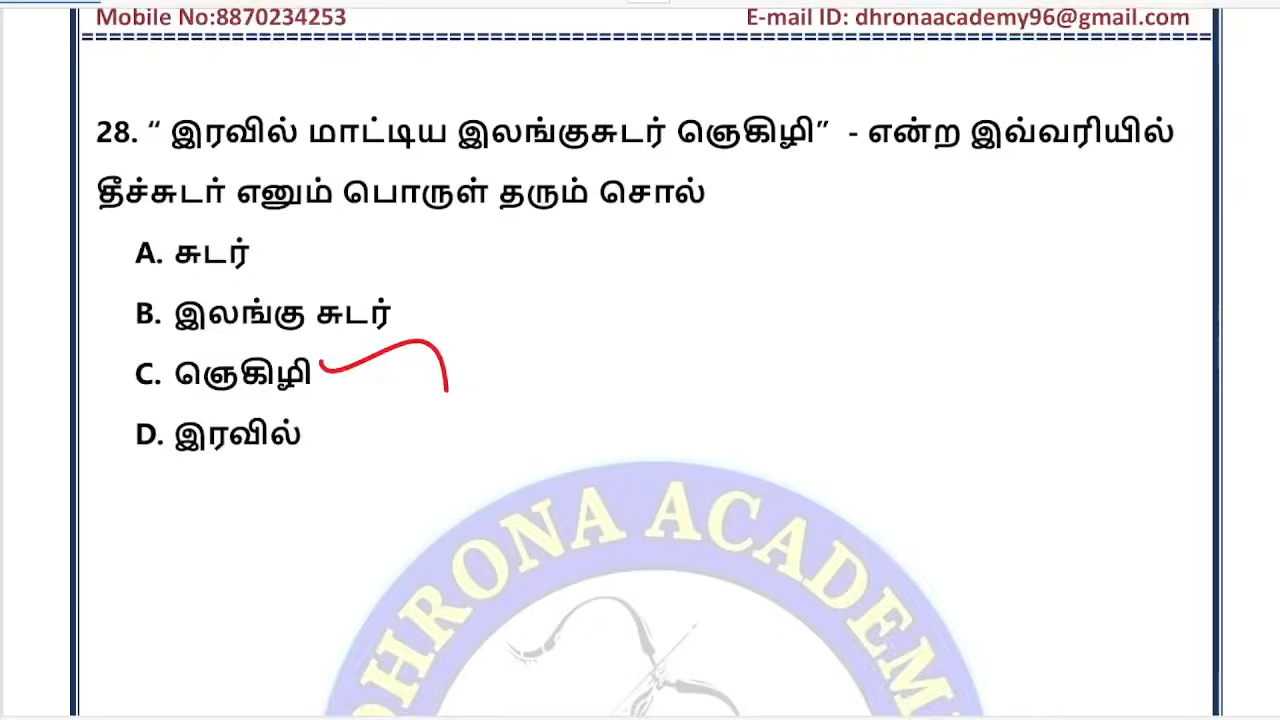 Mobile No:8870234253 E-mail ID: dhronaacademy96@gmail.com
28. “ இரவில் மாட்டிய இலங்குசுடர் ஞெகிழி” - என்ற இவ்வரியில்
தீச்சுடர் எனும் பொருள் தரும் சொல்
A. சுடர்
B. இலங்கு சுடர்
C. ஞெகிழி
D. இரவில்
DHRONA ACADEM